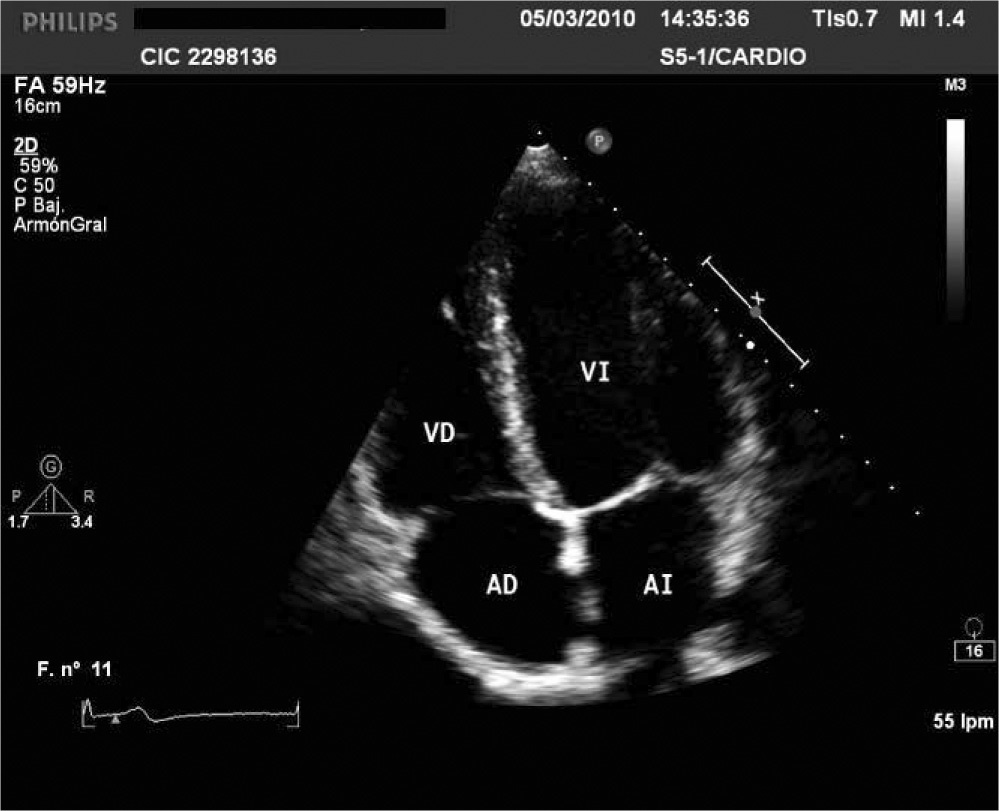 PHILIPS 05/03/2010 14:35:36 TIs0.7 MI 1.4
CIC 2298136 S5-1/CARDIO
FA 59Hz
16cm
M3
2D
59%
C 50
P Baj.
ArmónGral
P
x
VI
VD
G
P R
1.7 3.4
AD AI
16
F. nº 11
55 lpm